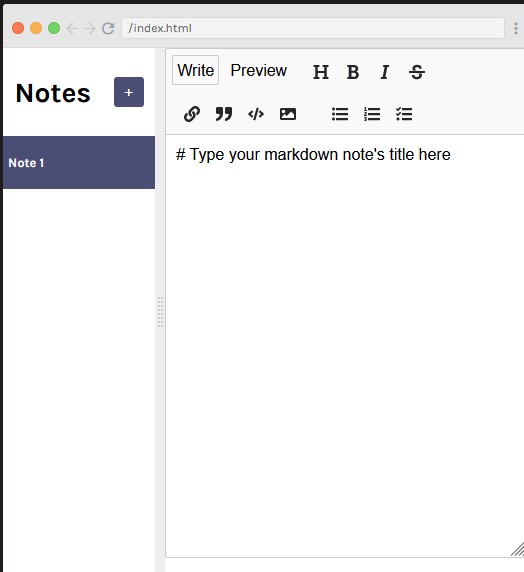 /index.html
Notes +
Note 1
Write Preview H B I S
# Type your markdown note's title here